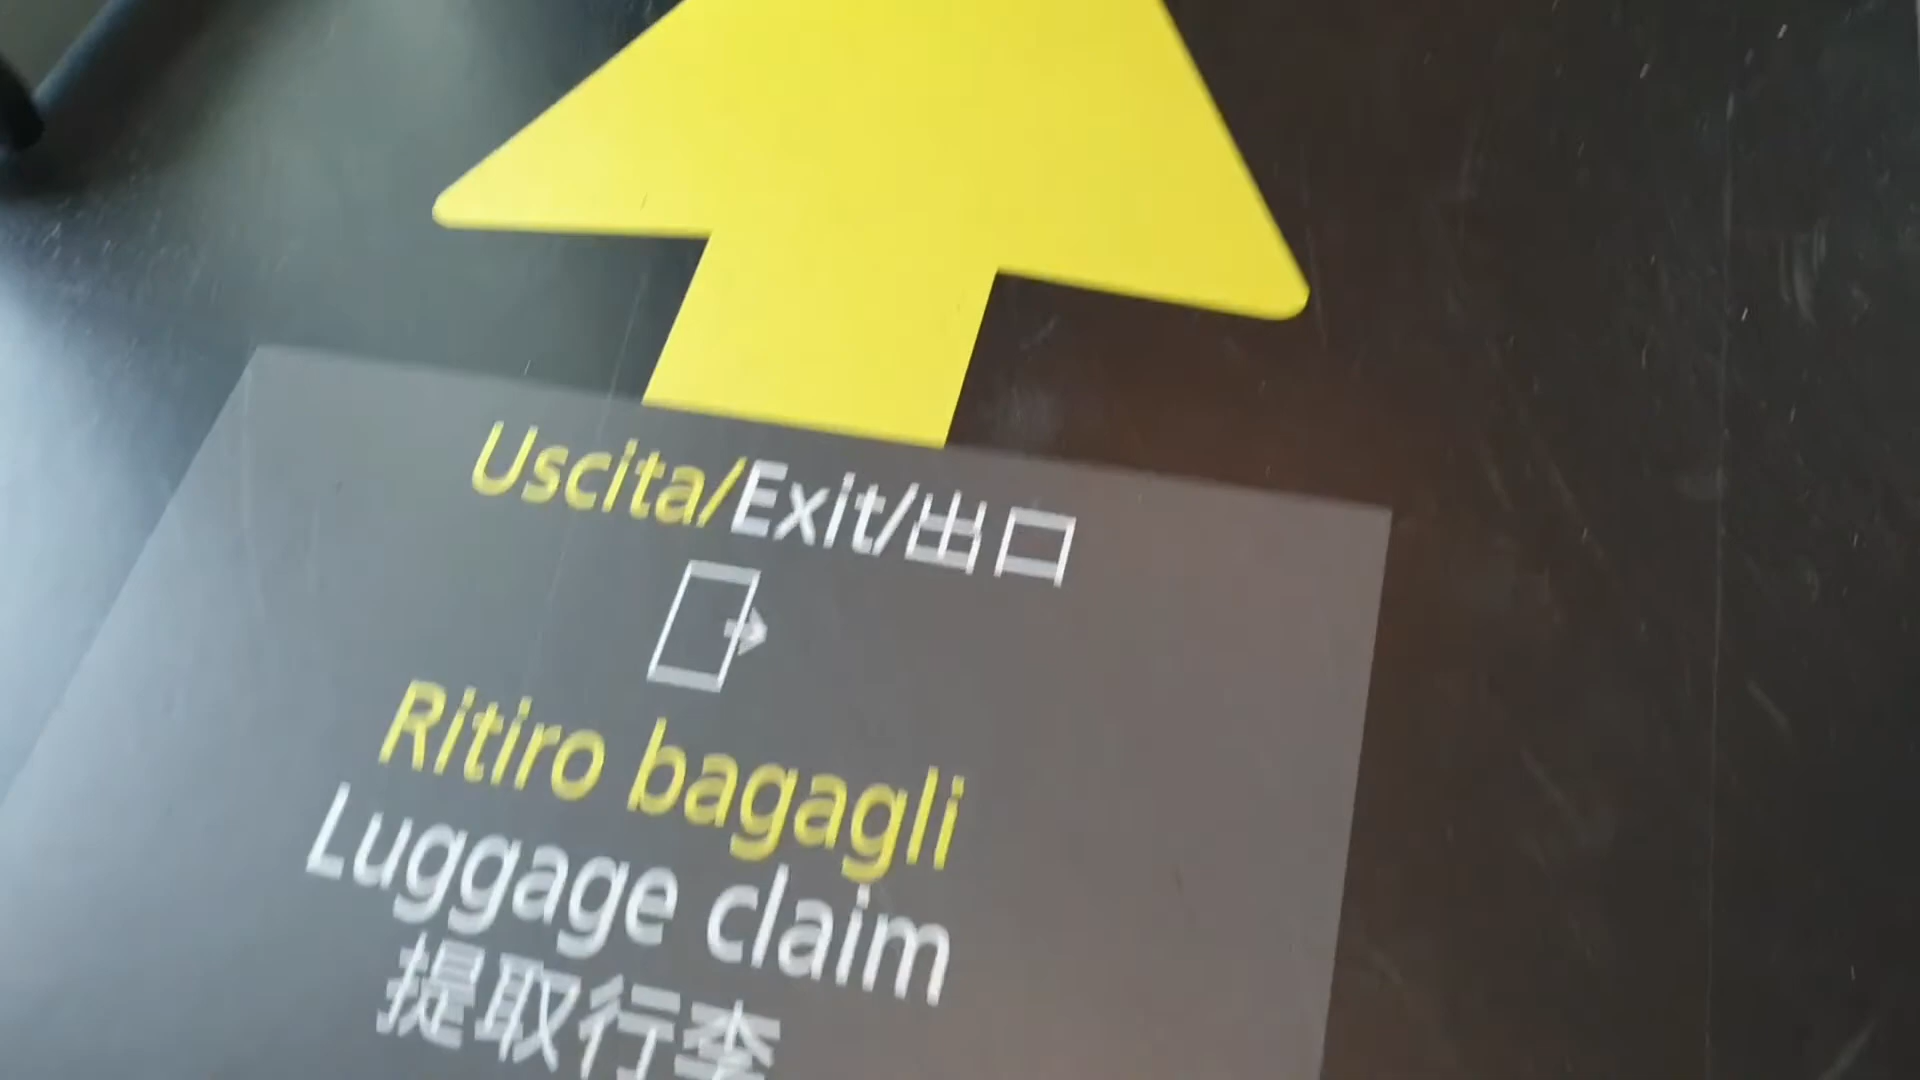 Uscita/Exit/出口
Ritiro bagagli
Luggage claim
提取行李